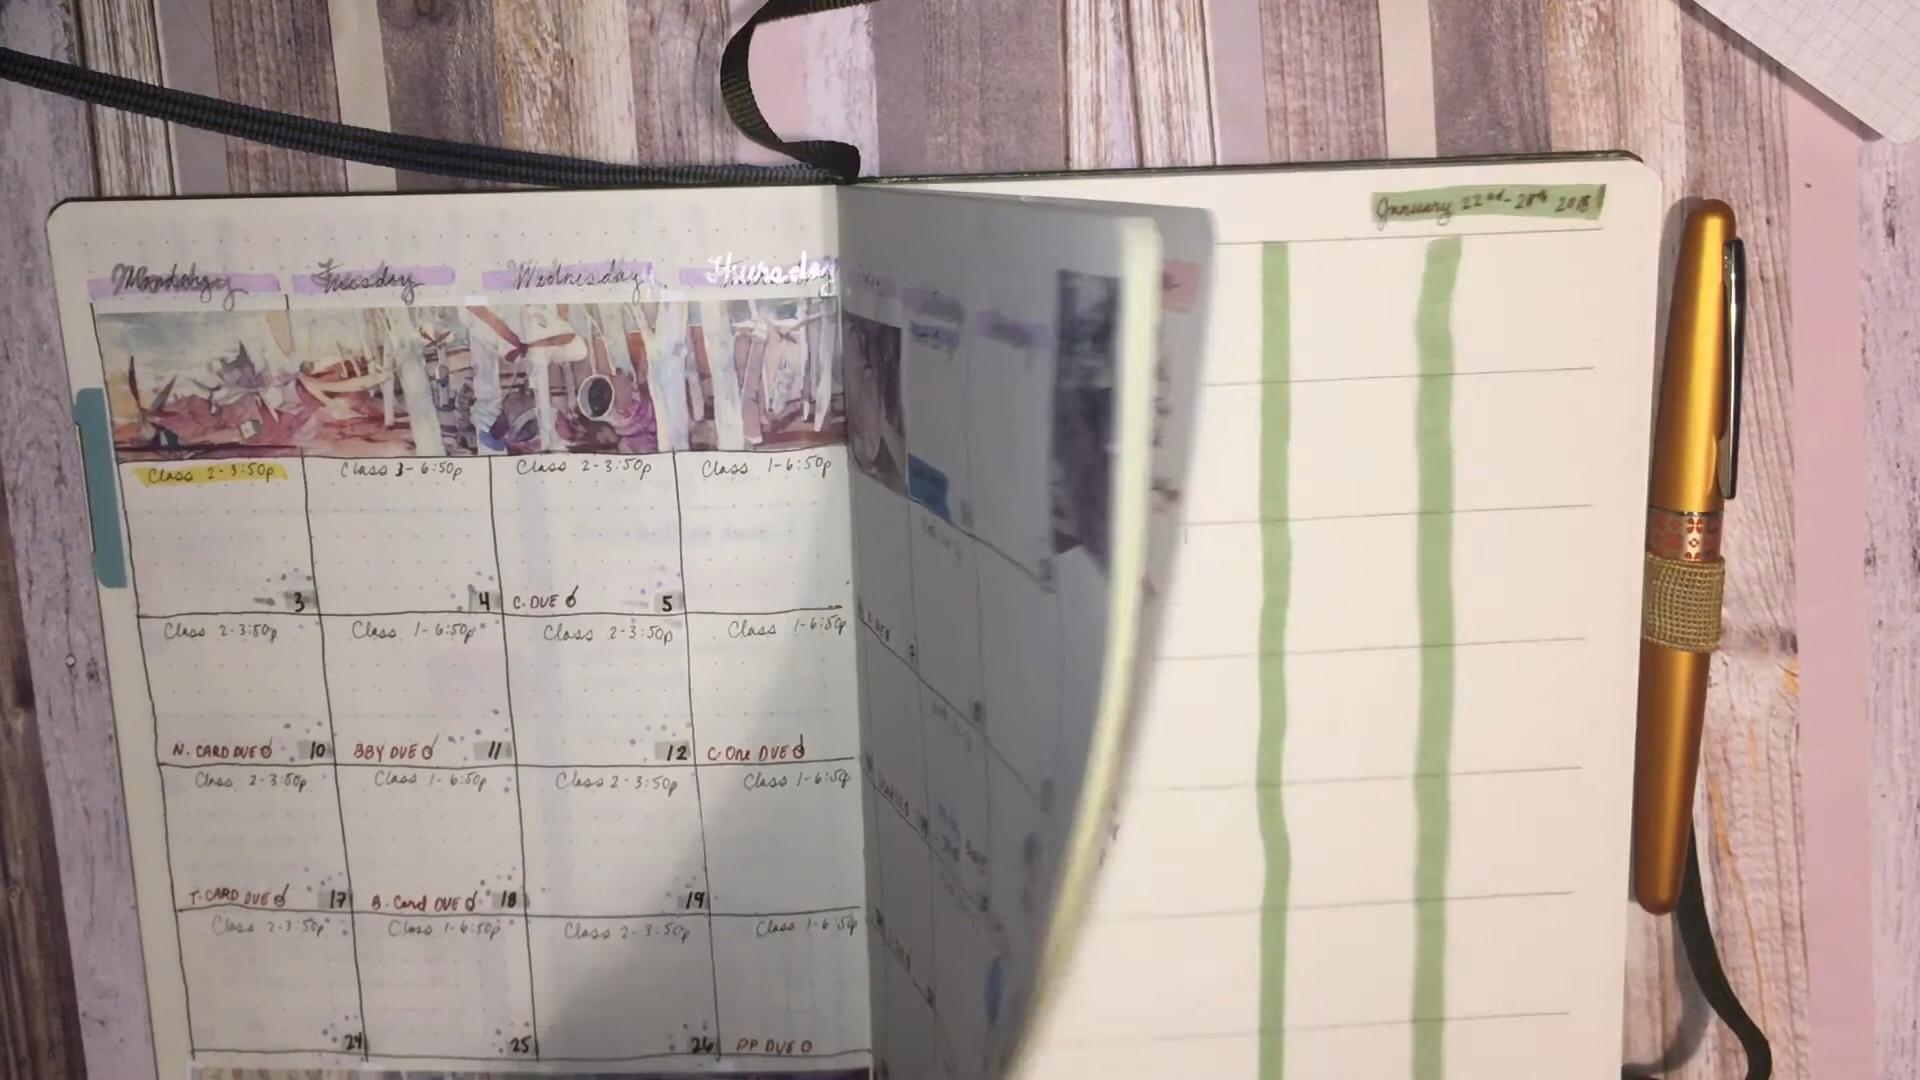 January 22nd-28th 2018
Monday Tuesday Wednesday Thursday
Class 2-3:50p Class 3-6:50p Class 2-3:50p Class 1-6:50p
3 4 C. DUE 5
Class 2-3:50p Class 1-6:50p Class 2-3:50p Class 1-6:50p
N. CARD DUE 10 BBY DUE 11 12 C. One DUE
Class 2-3:50p Class 1-6:50p Class 2-3:50p Class 1-6:50p
T. CARD DUE 17 B. Card DUE 18 19
Class 2-3:50p Class 1-6:50p Class 2-3:50p Class 1-6:50p
24 25 26 PP DUE